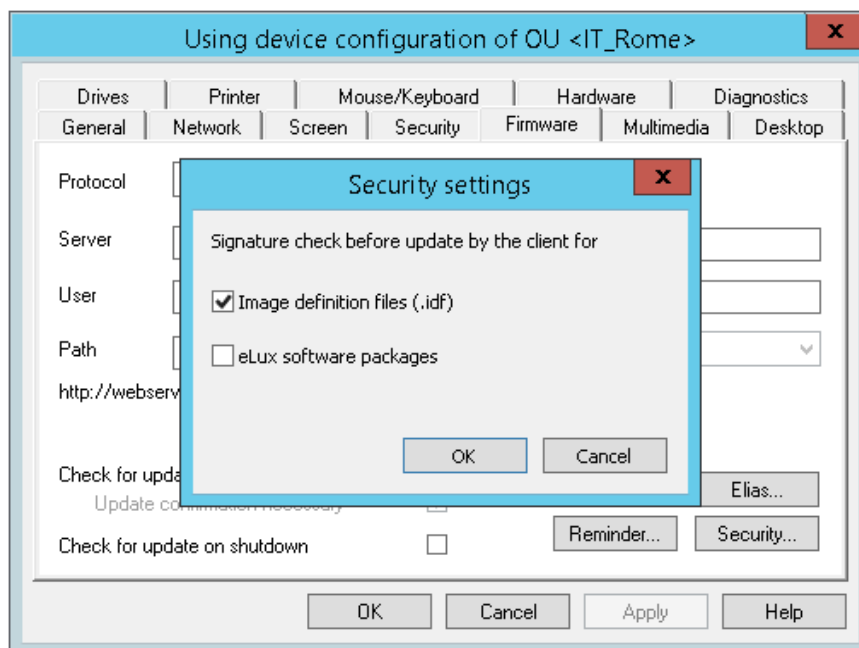 Using device configuration of OU <IT_Rome>
x
Drives Printer Mouse/Keyboard Hardware Diagnostics
General Network Screen Security Firmware Multimedia Desktop
Protocol
Security settings
x
Server
Signature check before update by the client for
User
Image definition files (.idf)
Path
eLux software packages
http://webserv
OK Cancel
Check for upda
Elias...
Update
Check for update on shutdown
Reminder... Security...
OK Cancel Apply Help